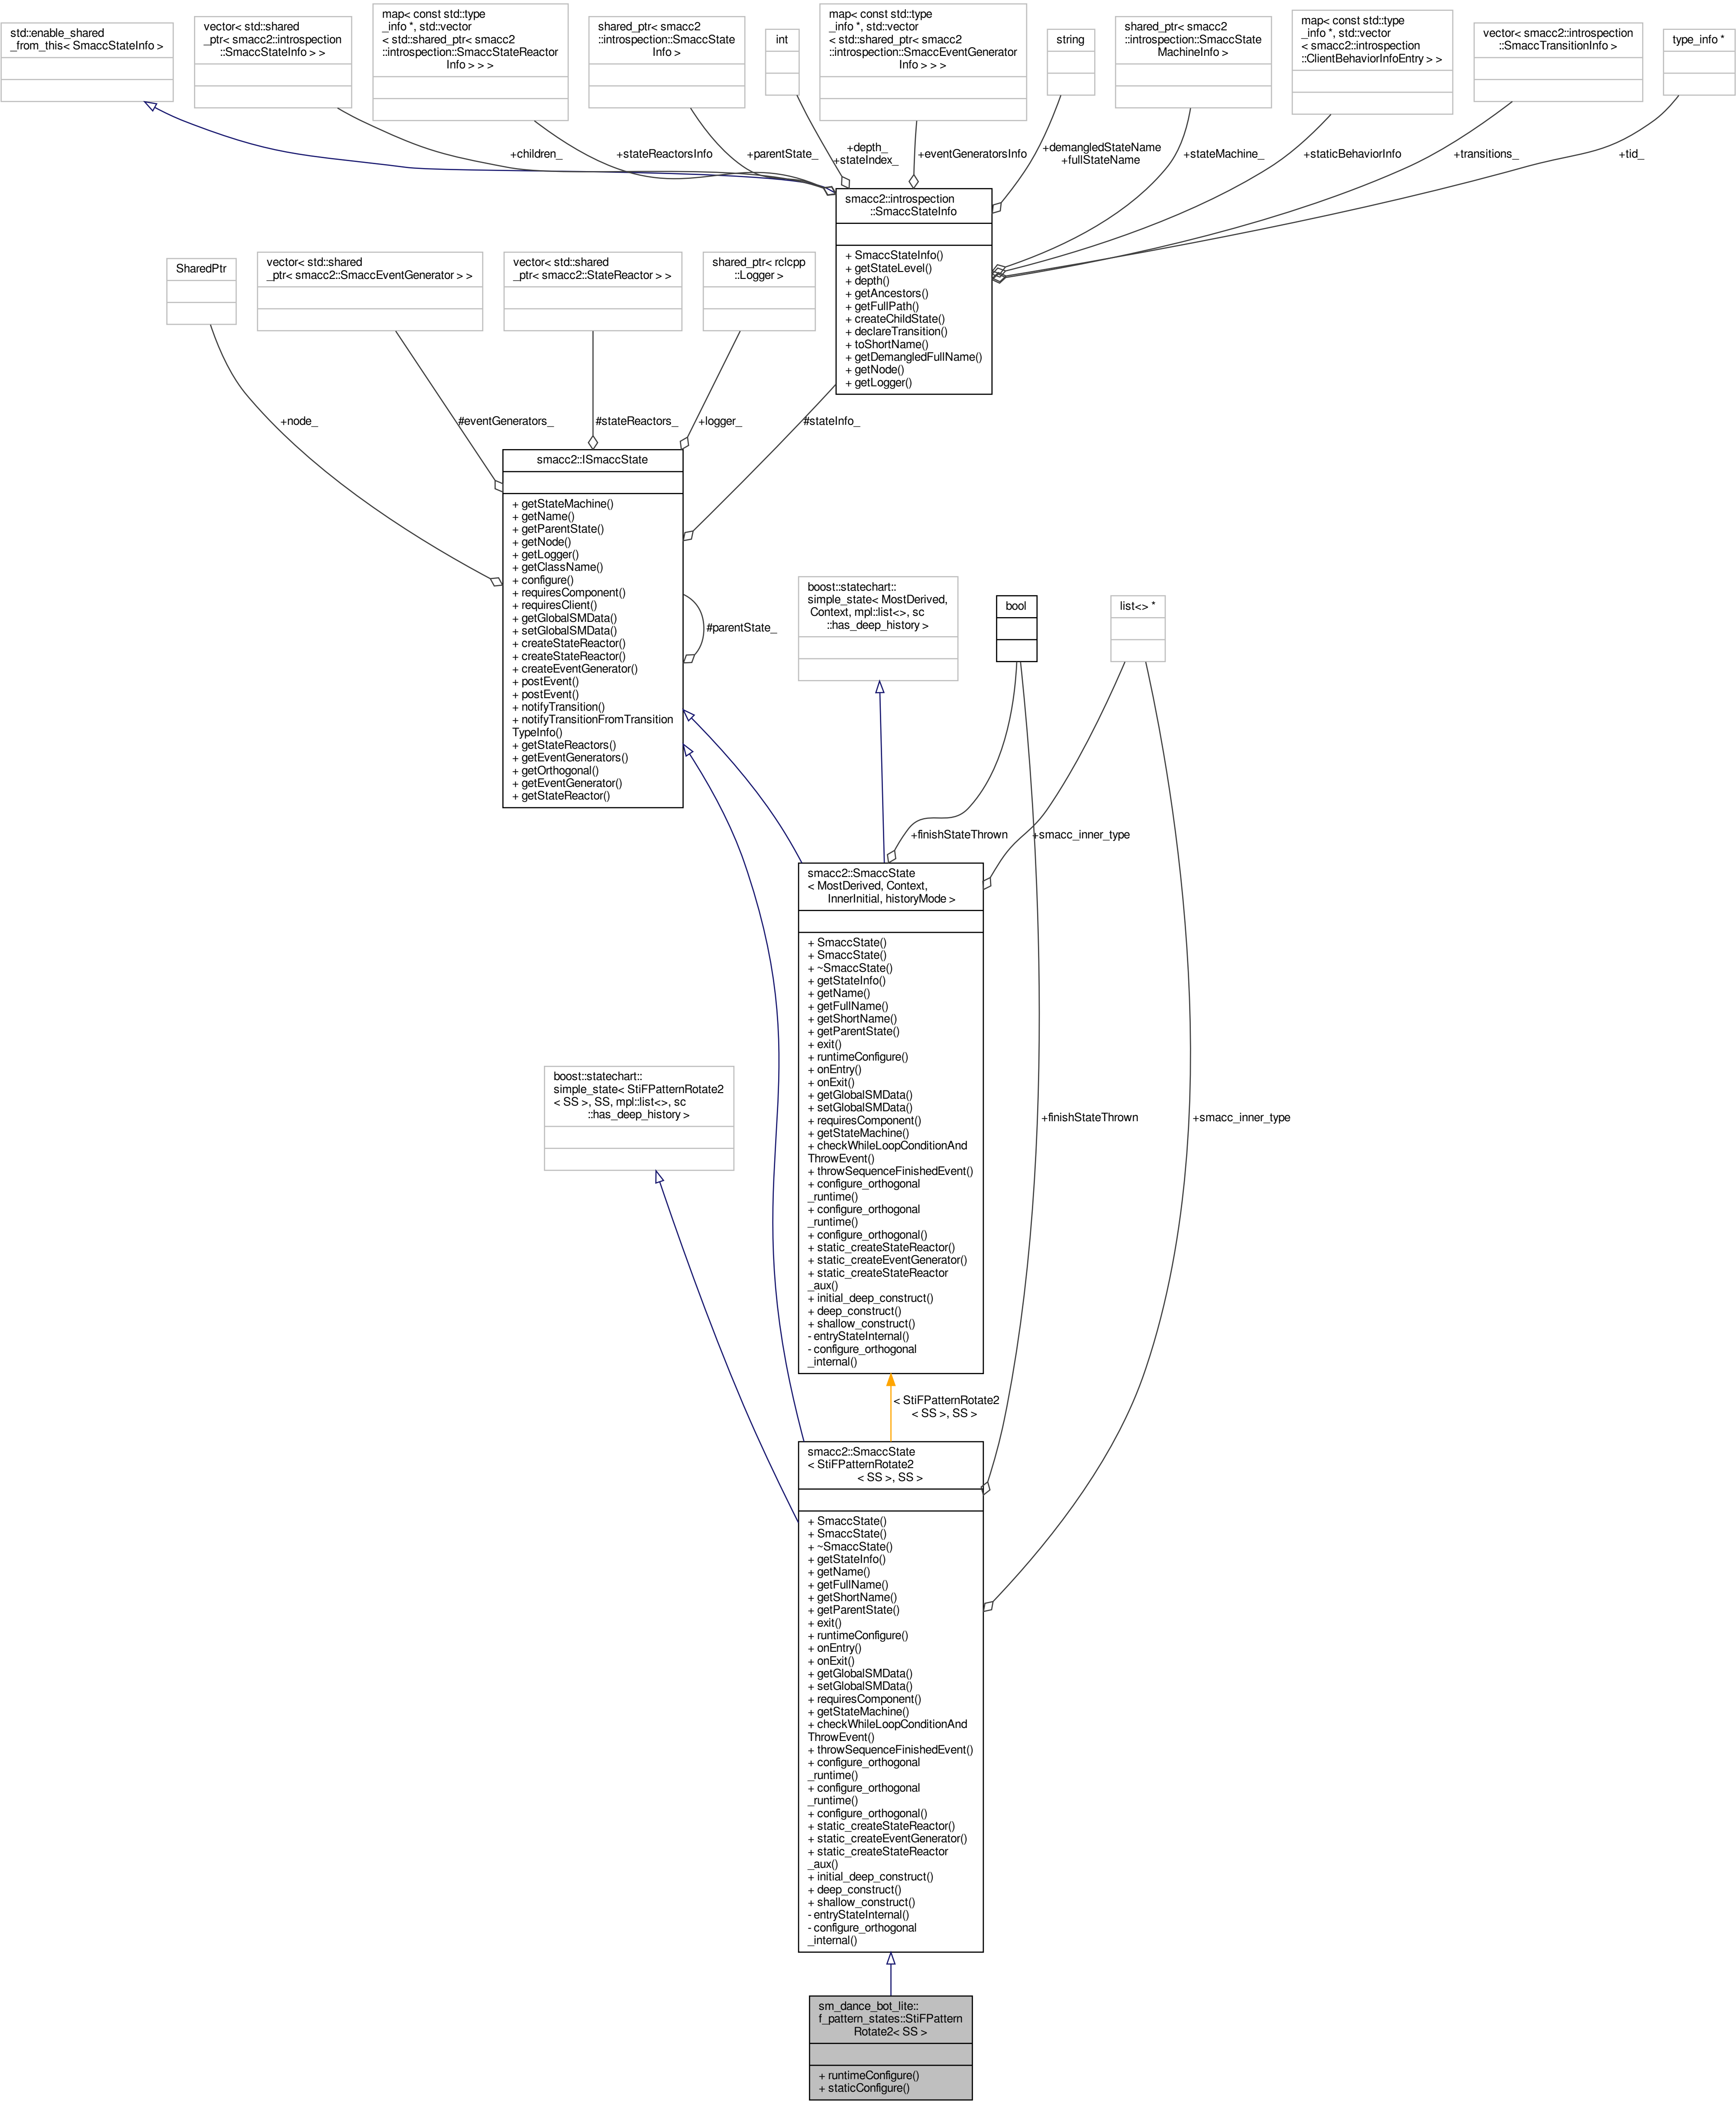 std::enable_shared
_from_this< SmaccStateInfo >
vector< std::shared
_ptr< smacc2::introspection
::SmaccStateInfo > >
map< const std::type
_info *, std::vector
< std::shared_ptr< smacc2
::introspection::SmaccStateReactor
Info > > >
shared_ptr< smacc2
::introspection::SmaccState
Info >
int
map< const std::type
_info *, std::vector
< std::shared_ptr< smacc2
::introspection::SmaccEventGenerator
Info > > >
string
shared_ptr< smacc2
::introspection::SmaccState
MachineInfo >
map< const std::type
_info *, std::vector
< smacc2::introspection
::ClientBehaviorInfoEntry > >
vector< smacc2::introspection
::SmaccTransitionInfo >
type_info *
+children_
+stateReactorsInfo
+parentState_
+depth_
+stateIndex_
+eventGeneratorsInfo
+demangledStateName
+fullStateName
+stateMachine_
+staticBehaviorInfo
+transitions_
+tid_
smacc2::introspection
::SmaccStateInfo
+ SmaccStateInfo()
+ getStateLevel()
+ depth()
+ getAncestors()
+ getFullPath()
+ createChildState()
+ declareTransition()
+ toShortName()
+ getDemangledFullName()
+ getNode()
+ getLogger()
SharedPtr
vector< std::shared
_ptr< smacc2::SmaccEventGenerator > >
vector< std::shared
_ptr< smacc2::StateReactor > >
shared_ptr< rclcpp
::Logger >
+node_
#eventGenerators_
#stateReactors_
+logger_
#stateInfo_
smacc2::ISmaccState
+ getStateMachine()
+ getName()
+ getParentState()
+ getNode()
+ getLogger()
+ getClassName()
+ configure()
+ requiresComponent()
+ requiresClient()
+ getGlobalSMData()
+ setGlobalSMData()
+ createStateReactor()
+ createStateReactor()
+ createEventGenerator()
+ postEvent()
+ postEvent()
+ notifyTransition()
+ notifyTransitionFromTransition
TypeInfo()
+ getStateReactors()
+ getEventGenerators()
+ getOrthogonal()
+ getEventGenerator()
+ getStateReactor()
#parentState_
boost::statechart::
simple_state< MostDerived,
Context, mpl::list<>, sc
::has_deep_history >
bool
list<> *
+finishStateThrown
+smacc_inner_type
smacc2::SmaccState
< MostDerived, Context,
InnerInitial, historyMode >
+ SmaccState()
+ SmaccState()
+ ~SmaccState()
+ getStateInfo()
+ getName()
+ getFullName()
+ getShortName()
+ getParentState()
+ exit()
+ runtimeConfigure()
+ onEntry()
+ onExit()
+ getGlobalSMData()
+ setGlobalSMData()
+ requiresComponent()
+ getStateMachine()
+ checkWhileLoopConditionAnd
ThrowEvent()
+ throwSequenceFinishedEvent()
+ configure_orthogonal
_runtime()
+ configure_orthogonal
_runtime()
+ configure_orthogonal()
+ static_createStateReactor()
+ static_createEventGenerator()
+ static_createStateReactor
_aux()
+ initial_deep_construct()
+ deep_construct()
+ shallow_construct()
- entryStateInternal()
- configure_orthogonal
_internal()
boost::statechart::
simple_state< StiFPatternRotate2
< SS >, SS, mpl::list<>, sc
::has_deep_history >
+finishStateThrown
+smacc_inner_type
< StiFPatternRotate2
< SS >, SS >
smacc2::SmaccState
< StiFPatternRotate2
< SS >, SS >
+ SmaccState()
+ SmaccState()
+ ~SmaccState()
+ getStateInfo()
+ getName()
+ getFullName()
+ getShortName()
+ getParentState()
+ exit()
+ runtimeConfigure()
+ onEntry()
+ onExit()
+ getGlobalSMData()
+ setGlobalSMData()
+ requiresComponent()
+ getStateMachine()
+ checkWhileLoopConditionAnd
ThrowEvent()
+ throwSequenceFinishedEvent()
+ configure_orthogonal
_runtime()
+ configure_orthogonal
_runtime()
+ configure_orthogonal()
+ static_createStateReactor()
+ static_createEventGenerator()
+ static_createStateReactor
_aux()
+ initial_deep_construct()
+ deep_construct()
+ shallow_construct()
- entryStateInternal()
- configure_orthogonal
_internal()
sm_dance_bot_lite::
f_pattern_states::StiFPattern
Rotate2< SS >
+ runtimeConfigure()
+ staticConfigure()